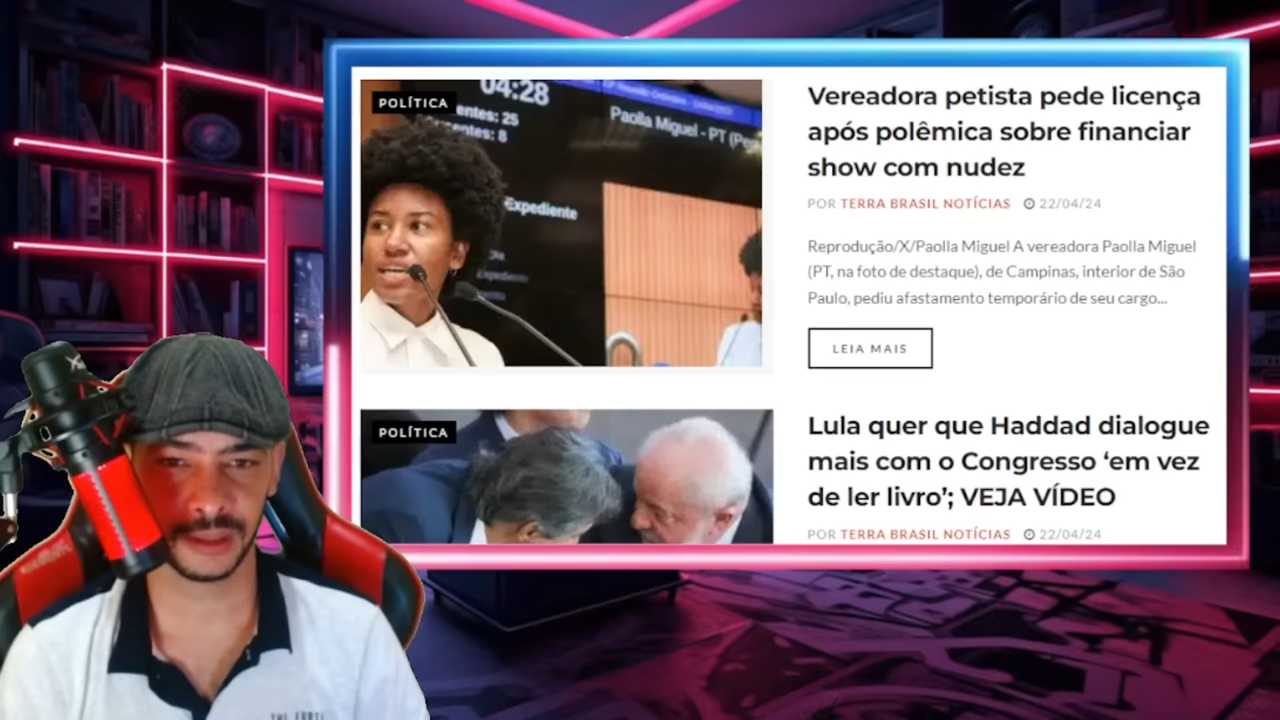 POLÍTICA
04:28
entes: 25
entes: 8
Paolla Miguel - PT (Pe
Expediente
Vereadora petista pede licença
após polêmica sobre financiar
show com nudez
POR TERRA BRASIL NOTÍCIAS 22/04/24
Reprodução/X/Paolla Miguel A vereadora Paolla Miguel
(PT, na foto de destaque), de Campinas, interior de São
Paulo, pediu afastamento temporário de seu cargo...
LEIA MAIS
POLÍTICA
Lula quer que Haddad dialogue
mais com o Congresso ‘em vez
de ler livro’; VEJA VÍDEO
POR TERRA BRASIL NOTÍCIAS 22/04/24